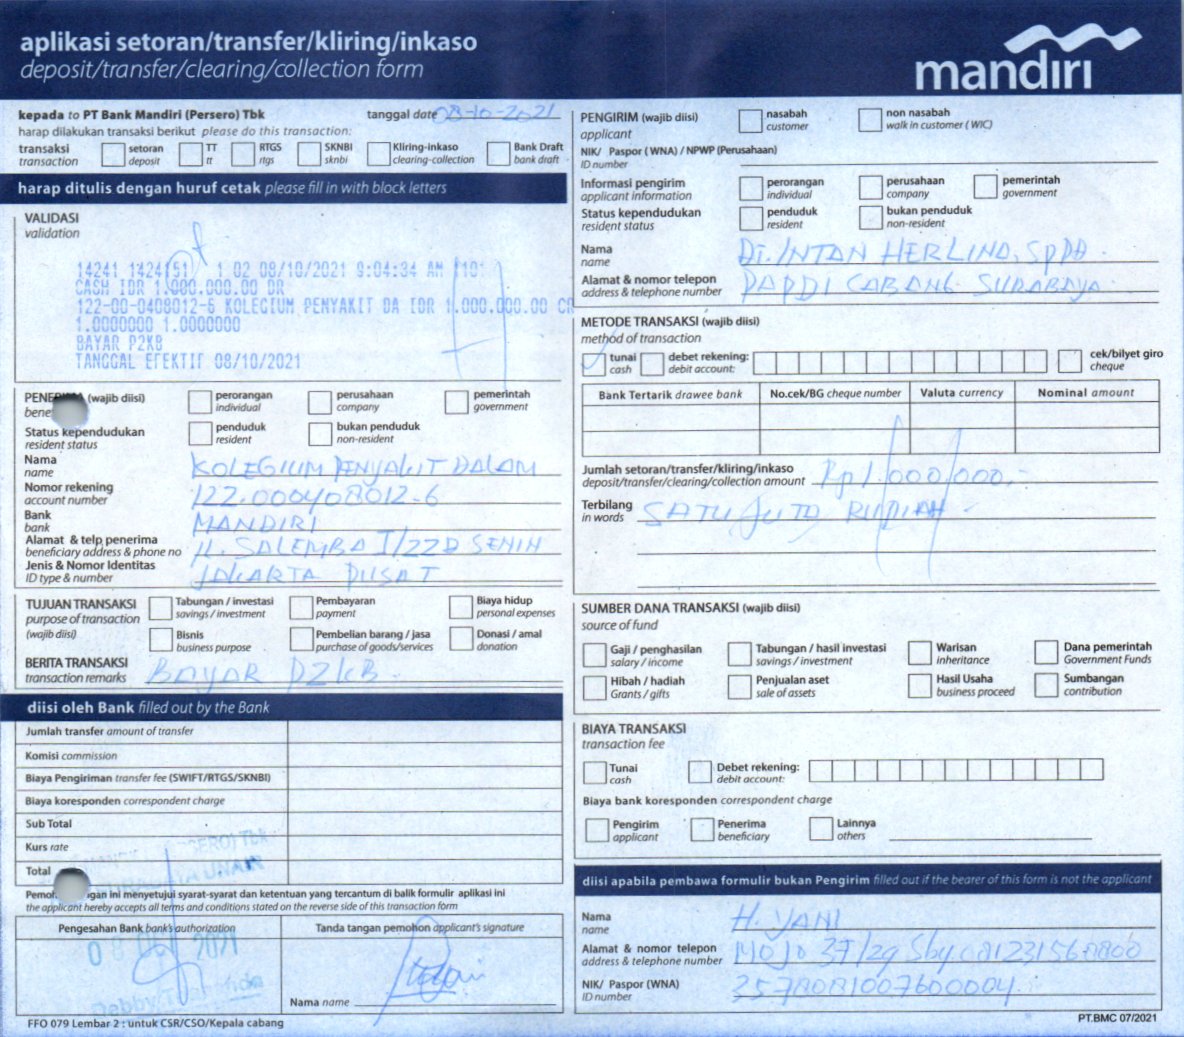 aplikasi setoran/transfer/kliring/inkaso
deposit/transfer/clearing/collection form
mandiri
kepada to PT Bank Mandiri (Persero) Tbk
tanggal date 08-10-2021
harap dilakukan transaksi berikut please do this transaction:
transaksi transaction
setoran deposit
TT tt
RTGS rtgs
SKNBI sknbi
Kliring-inkaso clearing-collection
Bank Draft bank draft
harap ditulis dengan huruf cetak please fill in with block letters
VALIDASI
validation
14241 1424151 1 02 08/10/2021 9:04:34 AM 1101
CASH IDR 1.000.000.00 DR
122-00-0408012-6 KOLEGIUM PENYAKIT DA IDR 1.000.000.00 CR
1.0000000 1.0000000
BAYAR P2KB
TANGGAL EFEKTIF 08/10/2021
(wajib diisi)
perorangan individual
perusahaan company
pemerintah government
Status kependudukan resident status
penduduk resident
bukan penduduk non-resident
Nama name KOLEGIUM PENYAKIT DALAM
Nomor rekening account number 122.000408012-6
Bank bank MANDIRI
Alamat & telp penerima beneficiary address & phone no JL. SALEMBA I/22D SENIN
Jenis & Nomor Identitas ID type & number JAKARTA PUSAT
TUJUAN TRANSAKSI
purpose of transaction
(wajib diisi)
Tabungan / investasi savings / investment
Pembayaran payment
Biaya hidup personal expenses
Bisnis business purpose
Pembelian barang / jasa purchase of goods/services
Donasi / amal donation
BERITA TRANSAKSI transaction remarks BAYAR P2KB.
diisi oleh Bank filled out by the Bank
Jumlah transfer amount of transfer
Komisi commission
Biaya Pengiriman transfer fee (SWIFT/RTGS/SKNBI)
Biaya koresponden correspondent charge
Sub Total
Kurs rate
Total
ini menyetujui syarat-syarat dan ketentuan yang tercantum di balik formulir aplikasi ini
the applicant hereby accepts all terms and conditions stated on the reverse side of this transaction form
Pengesahan Bank bank's authorization
Tanda tangan pemohon applicant's signature
2021
Nama name
FFO 079 Lembar 2 : untuk CSR/CSO/Kepala cabang
PENGIRIM (wajib diisi)
applicant
nasabah customer
non nasabah walk in customer ( WIC)
NIK/ Paspor ( WNA) / NPWP (Perusahaan)
ID number
Informasi pengirim applicant information
perorangan individual
perusahaan company
pemerintah government
Status kependudukan resident status
penduduk resident
bukan penduduk non-resident
Nama name Dr. INTAN HERLINA, SpPD.
Alamat & nomor telepon address & telephone number PAPDI CABANG SURABAYA
METODE TRANSAKSI (wajib diisi)
method of transaction
tunai cash
debet rekening: debit account:
cek/bilyet giro cheque
Bank Tertarik drawee bank
No.cek/BG cheque number
Valuta currency
Nominal amount
Jumlah setoran/transfer/kliring/inkaso deposit/transfer/clearing/collection amount Rp 1.000.000,-
Terbilang in words SATU JUTA RUPIAH -
SUMBER DANA TRANSAKSI (wajib diisi)
source of fund
Gaji / penghasilan salary / income
Tabungan / hasil investasi savings / investment
Warisan inheritance
Dana pemerintah Government Funds
Hibah / hadiah Grants / gifts
Penjualan aset sale of assets
Hasil Usaha business proceed
Sumbangan contribution
BIAYA TRANSAKSI
transaction fee
Tunai cash
Debet rekening: debit account:
Biaya bank koresponden correspondent charge
Pengirim applicant
Penerima beneficiary
Lainnya others
diisi apabila pembawa formulir bukan Pengirim filled out if the bearer of this form is not the applicant
Nama name H. YANI
Alamat & nomor telepon address & telephone number MOJO 3I/29 Sby
NIK/ Paspor (WNA) ID number 3578081007600004.
PT.BMC 07/2021